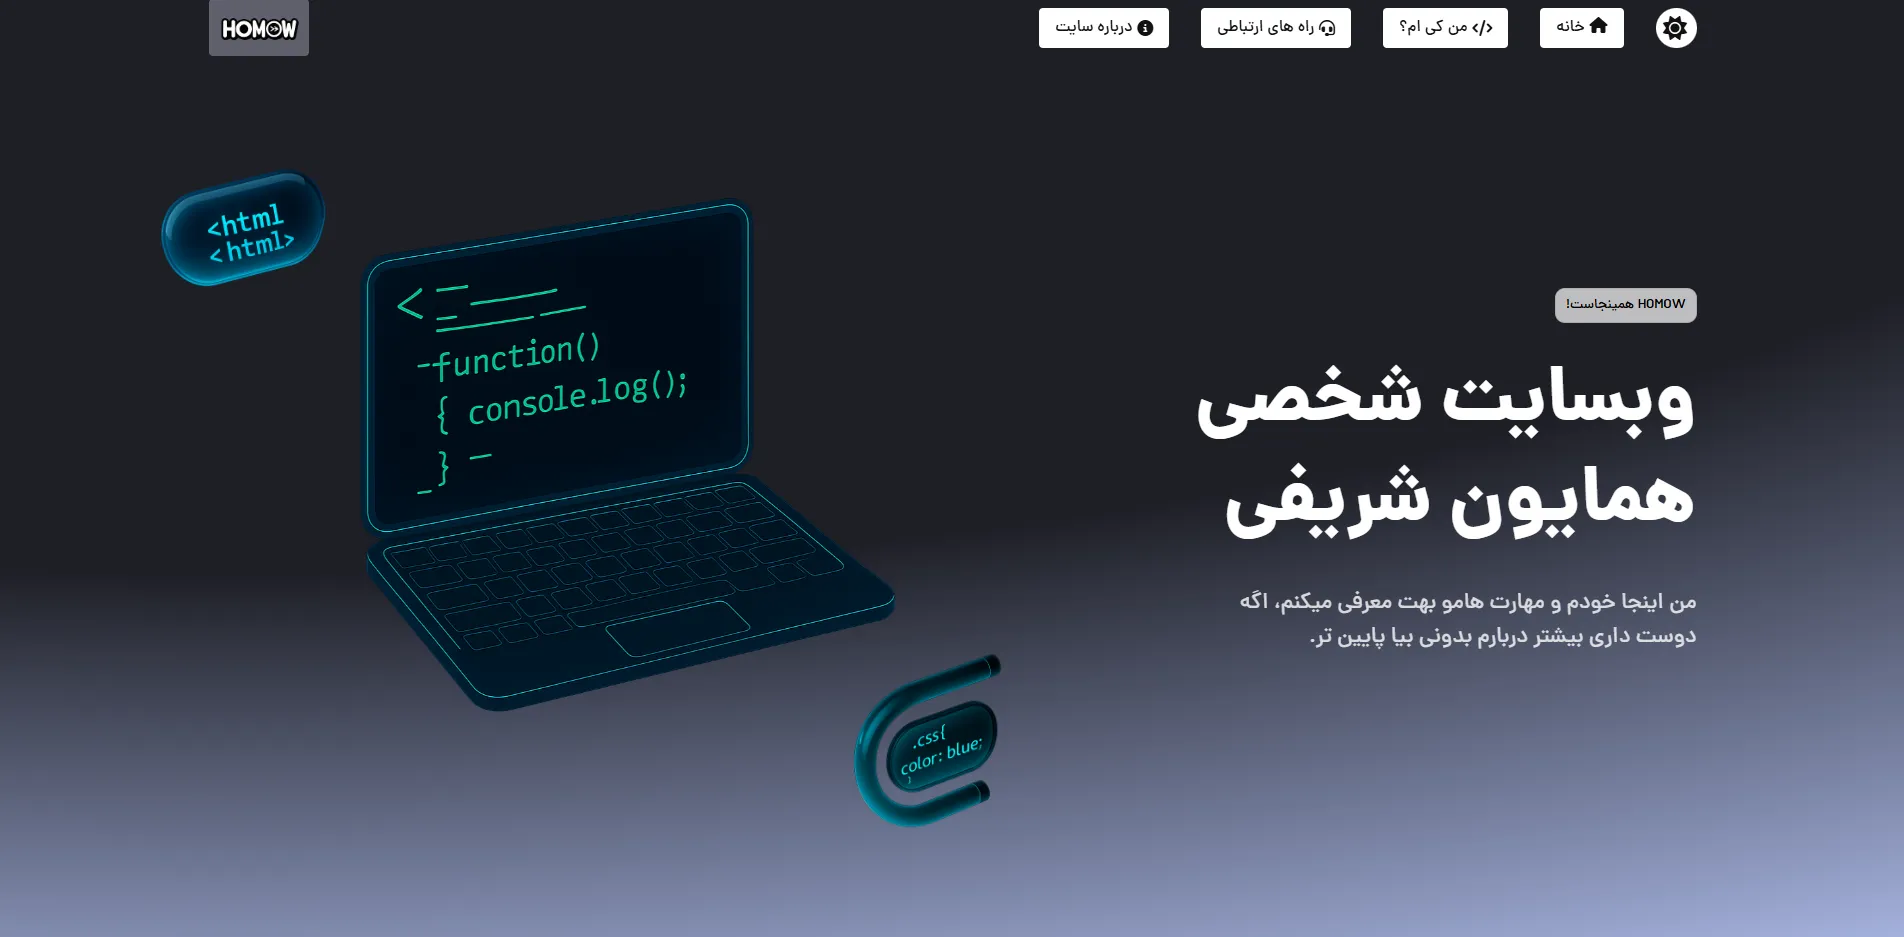 خانه
من کی ام؟
راه های ارتباطی
درباره سایت
HOMOW
HOMOW همینجاست!
وبسایت شخصی
همایون شریفی
من اینجا خودم و مهارت هامو بهت معرفی میکنم، اگه
دوست داری بیشتر دربارم بدونی بیا پایین تر.
<html
<html>
<
function()
{ console.log();
}
.css{
color: blue;
}